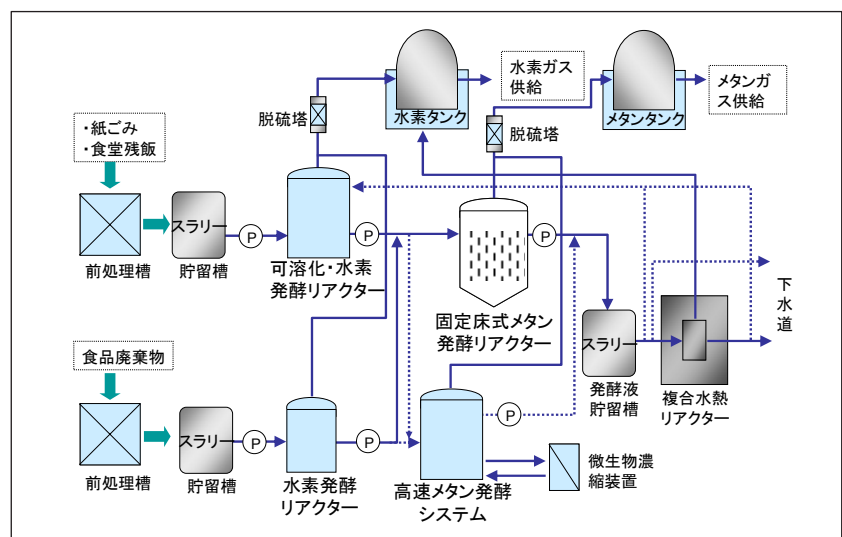 ・紙ごみ
・食堂残飯
前処理槽
スラリー
貯留槽
P
可溶化・水素
発酵リアクター
脱硫塔
水素タンク
水素ガス
供給
脱硫塔
メタンタンク
メタンガ
ス供給
P
固定床式メタン
発酵リアクター
P
スラリー
発酵液
貯留槽
複合水熱
リアクター
下水道
食品廃棄物
前処理槽
スラリー
貯留槽
P
水素発酵
リアクター
P
高速メタン発酵
システム
P
微生物濃
縮装置